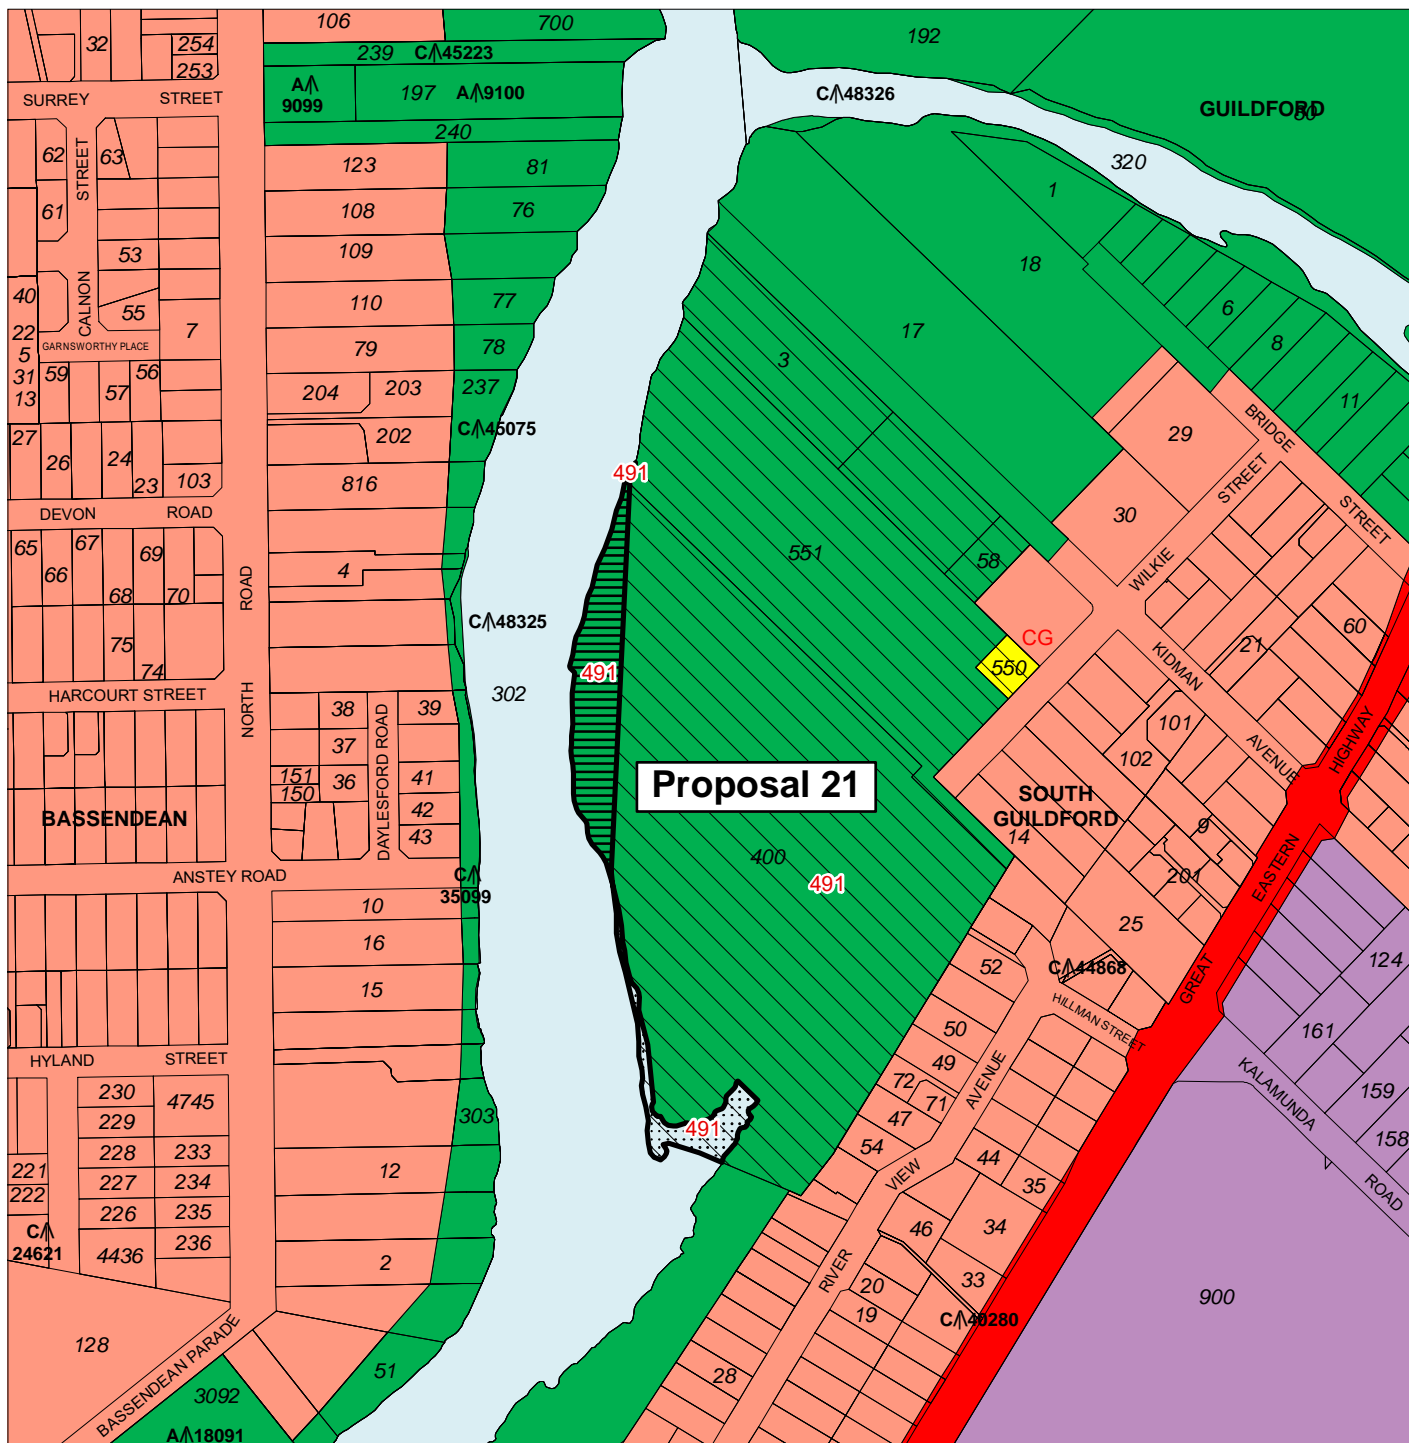 106
700
192
32
254
239
C 45223
253
A
9099
197
A 9100
C 48326
GUILDFORD
50
SURREY
STREET
240
62
63
123
81
320
STREET
1
61
108
76
53
109
18
40
CALNON
55
110
77
6
22
7
17
5
GARNSWORTHY PLACE
79
78
3
8
31
59
57
56
204
203
237
13
11
BRIDGE
27
26
24
202
C 45075
29
23
103
816
491
STREET
STREET
DEVON
ROAD
30
65
67
69
551
58
WILKIE
66
4
68
70
ROAD
75
C 48325
CG
60
21
74
491
550
KIDMAN
HARCOURT STREET
302
NORTH
38
39
DAYLESFORD ROAD
101
37
102
AVENUE
HIGHWAY
151
36
41
Proposal 21
150
42
SOUTH
GUILDFORD
BASSENDEAN
43
14
9
400
491
EASTERN
ANSTEY ROAD
C
35099
201
10
25
16
52
C 44868
124
15
GREAT
HILLMAN STREET
50
161
HYLAND
STREET
49
AVENUE
230
4745
72
71
KALAMUNDA
159
229
303
491
47
228
233
54
158
221
227
234
12
44
VIEW
35
222
226
235
46
34
ROAD
C
24621
4436
236
2
RIVER
20
33
900
128
19
C 40280
BASSENDEAN PARADE
51
28
3092
A 18091